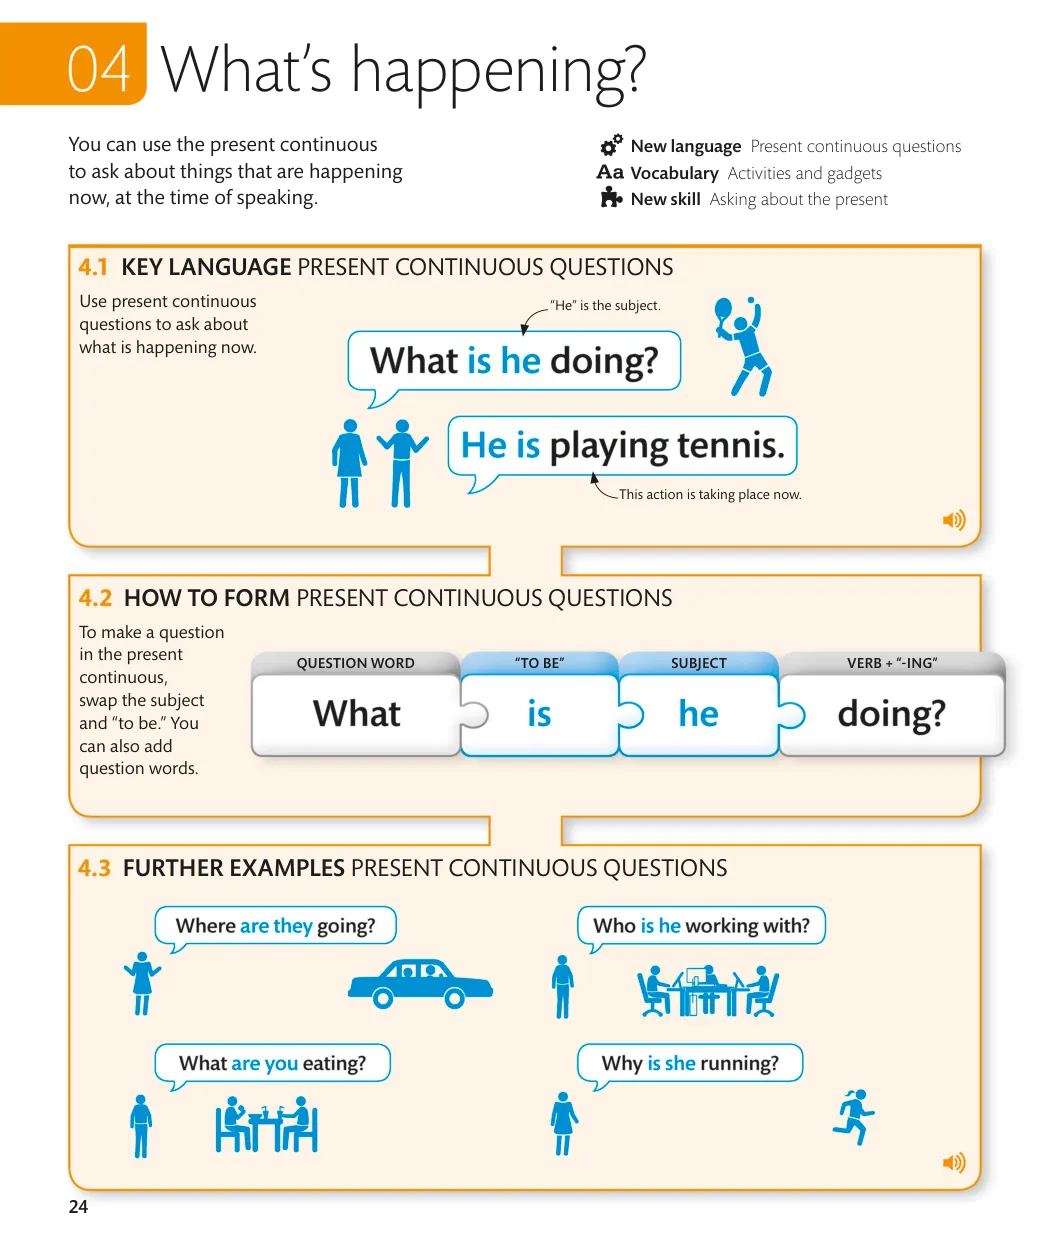 04 What's happening?
You can use the present continuous
to ask about things that are happening
now, at the time of speaking.
New language Present continuous questions
Aa Vocabulary Activities and gadgets
New skill Asking about the present
4.1 KEY LANGUAGE PRESENT CONTINUOUS QUESTIONS
Use present continuous
questions to ask about
what is happening now.
“He” is the subject.
What is he doing?
He is playing tennis.
This action is taking place now.
4.2 HOW TO FORM PRESENT CONTINUOUS QUESTIONS
To make a question
in the present
continuous,
swap the subject
and “to be.” You
can also add
question words.
QUESTION WORD “TO BE” SUBJECT VERB + “-ING”
What is he doing?
4.3 FURTHER EXAMPLES PRESENT CONTINUOUS QUESTIONS
Where are they going?
Who is he working with?
What are you eating?
Why is she running?
24